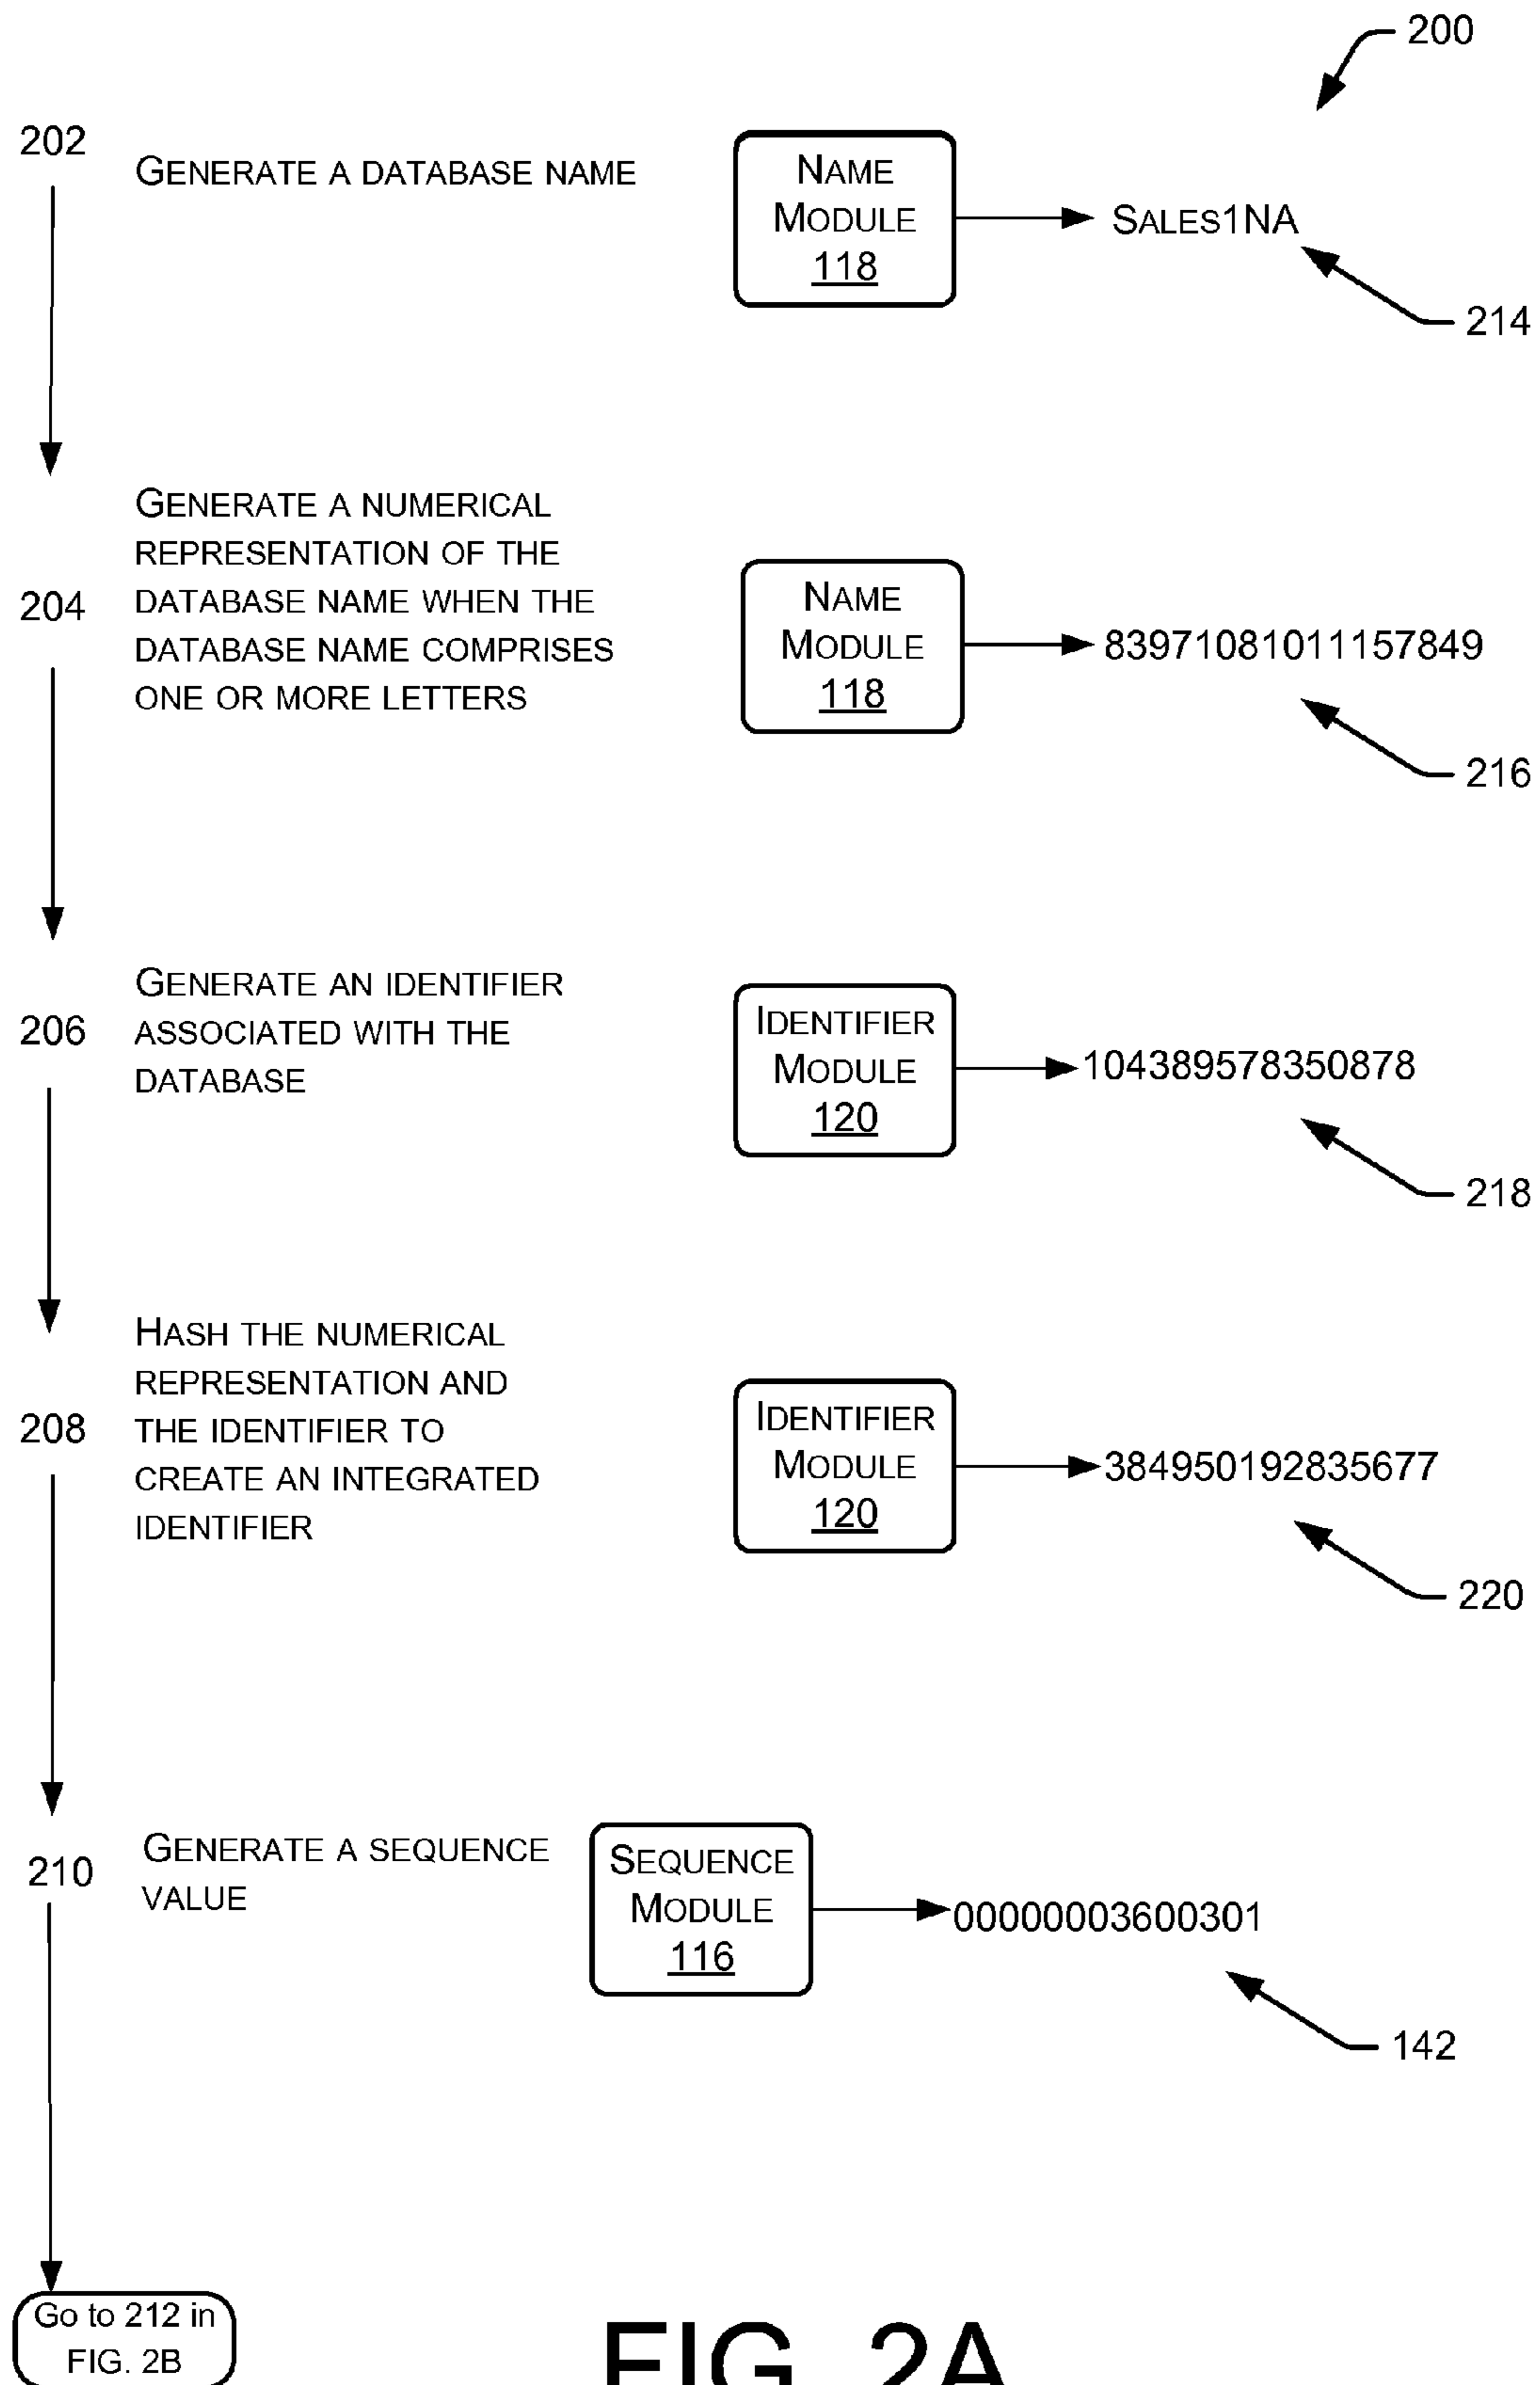 200
202
GENERATE A DATABASE NAME
NAME
MODULE
118
SALES1NA
214
GENERATE A NUMERICAL
REPRESENTATION OF THE
204
DATABASE NAME WHEN THE
DATABASE NAME COMPRISES
ONE OR MORE LETTERS
NAME
MODULE
118
83971081011157849
216
GENERATE AN IDENTIFIER
206
ASSOCIATED WITH THE
DATABASE
IDENTIFIER
MODULE
120
104389578350878
218
HASH THE NUMERICAL
REPRESENTATION AND
208
THE IDENTIFIER TO
CREATE AN INTEGRATED
IDENTIFIER
IDENTIFIER
MODULE
120
384950192835677
220
210
GENERATE A SEQUENCE
VALUE
SEQUENCE
MODULE
116
00000003600301
142
Go to 212 in
FIG. 2B
FIG. 2A